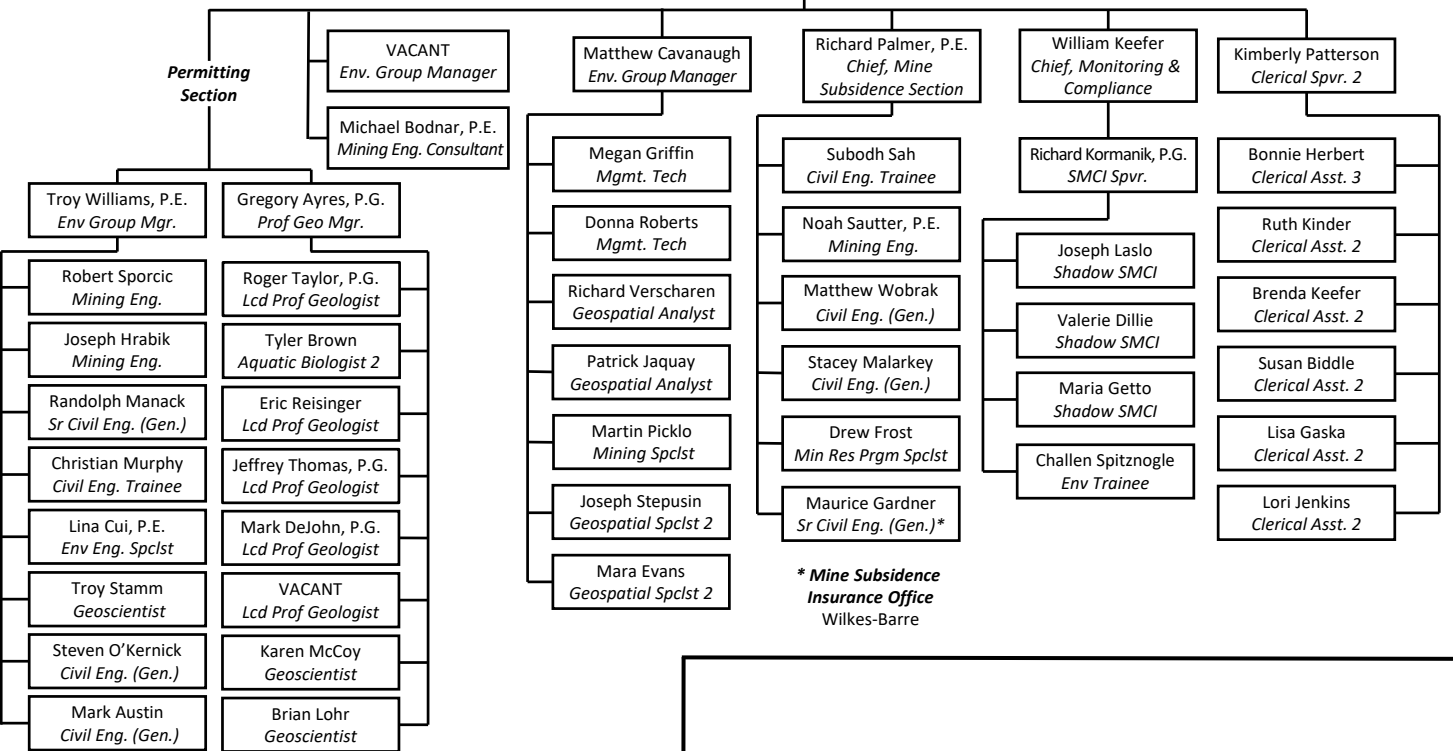 Permitting
Section
VACANT
Env. Group Manager
Michael Bodnar, P.E.
Mining Eng. Consultant
Troy Williams, P.E.
Env Group Mgr.
Robert Sporcic
Mining Eng.
Joseph Hrabik
Mining Eng.
Randolph Manack
Sr Civil Eng. (Gen.)
Christian Murphy
Civil Eng. Trainee
Lina Cui, P.E.
Env Eng. Spclst
Troy Stamm
Geoscientist
Steven O’Kernick
Civil Eng. (Gen.)
Mark Austin
Civil Eng. (Gen.)
Gregory Ayres, P.G.
Prof Geo Mgr.
Roger Taylor, P.G.
Lcd Prof Geologist
Tyler Brown
Aquatic Biologist 2
Eric Reisinger
Lcd Prof Geologist
Jeffrey Thomas, P.G.
Lcd Prof Geologist
Mark DeJohn, P.G.
Lcd Prof Geologist
VACANT
Lcd Prof Geologist
Karen McCoy
Geoscientist
Brian Lohr
Geoscientist
Matthew Cavanaugh
Env. Group Manager
Megan Griffin
Mgmt. Tech
Donna Roberts
Mgmt. Tech
Richard Verscharen
Geospatial Analyst
Patrick Jaquay
Geospatial Analyst
Martin Picklo
Mining Spclst
Joseph Stepusin
Geospatial Spclst 2
Mara Evans
Geospatial Spclst 2
Richard Palmer, P.E.
Chief, Mine
Subsidence Section
Subodh Sah
Civil Eng. Trainee
Noah Sautter, P.E.
Mining Eng.
Matthew Wobrak
Civil Eng. (Gen.)
Stacey Malarkey
Civil Eng. (Gen.)
Drew Frost
Min Res Prgm Spclst
Maurice Gardner
Sr Civil Eng. (Gen.)*
* Mine Subsidence
Insurance Office
Wilkes-Barre
William Keefer
Chief, Monitoring &
Compliance
Richard Kormanik, P.G.
SMCI Spvr.
Joseph Laslo
Shadow SMCI
Valerie Dillie
Shadow SMCI
Maria Getto
Shadow SMCI
Challen Spitznogle
Env Trainee
Kimberly Patterson
Clerical Spvr. 2
Bonnie Herbert
Clerical Asst. 3
Ruth Kinder
Clerical Asst. 2
Brenda Keefer
Clerical Asst. 2
Susan Biddle
Clerical Asst. 2
Lisa Gaska
Clerical Asst. 2
Lori Jenkins
Clerical Asst. 2